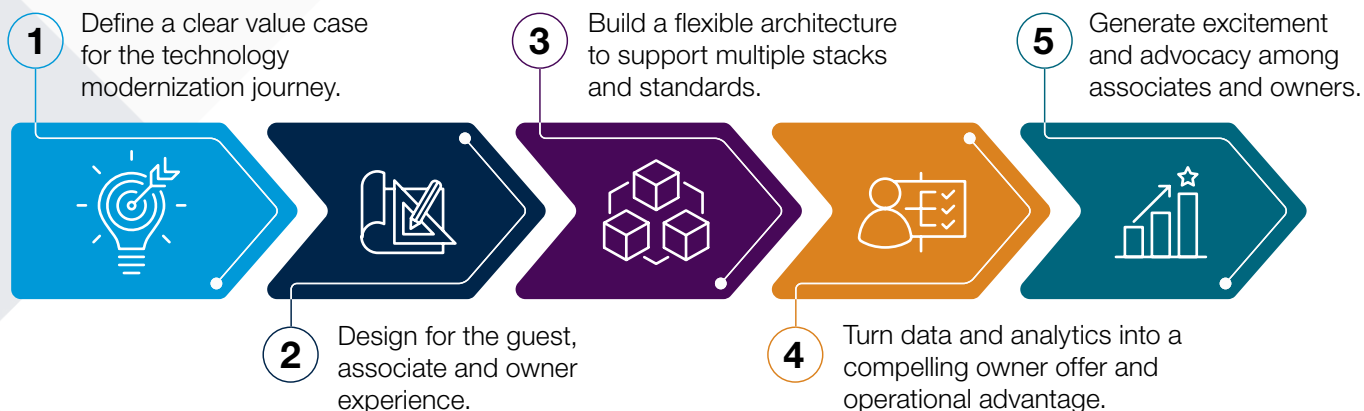 1
Define a clear value case
for the technology
modernization journey.
2
Design for the guest,
associate and owner
experience.
3
Build a flexible architecture
to support multiple stacks
and standards.
4
Turn data and analytics into a
compelling owner offer and
operational advantage.
5
Generate excitement
and advocacy among
associates and owners.